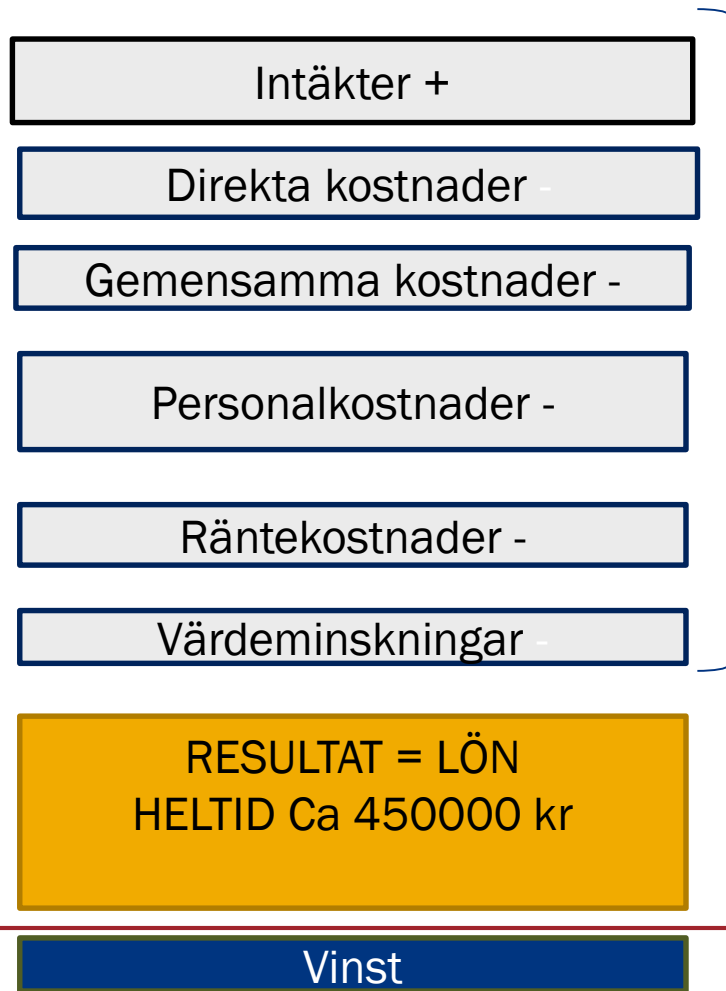 Intäkter +
Direkta kostnader -
Gemensamma kostnader -
Personalkostnader -
Räntekostnader -
Värdeminskningar -
RESULTAT = LÖN
HELTID Ca 450000 kr
Vinst